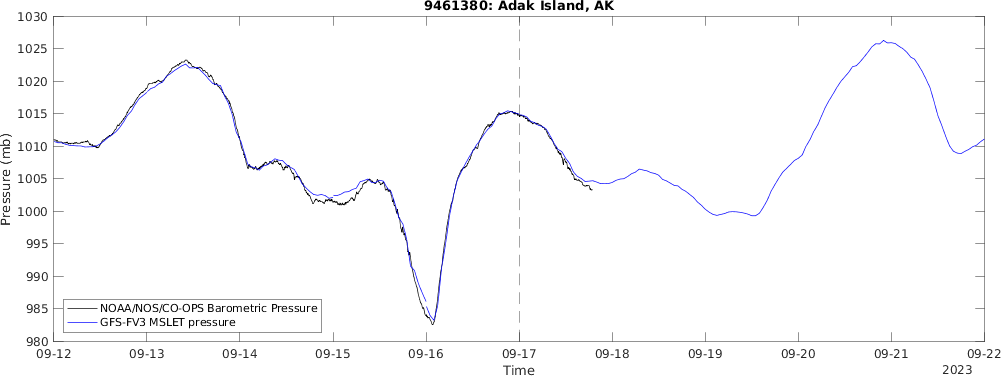 9461380: Adak Island, AK
1030
1025
1020
1015
1010
1005
1000
995
990
985
980
Pressure (mb)
NOAA/NOS/CO-OPS Barometric Pressure
GFS-FV3 MSLET pressure
09-12 09-13 09-14 09-15 09-16 09-17 09-18 09-19 09-20 09-21 09-22
Time
2023